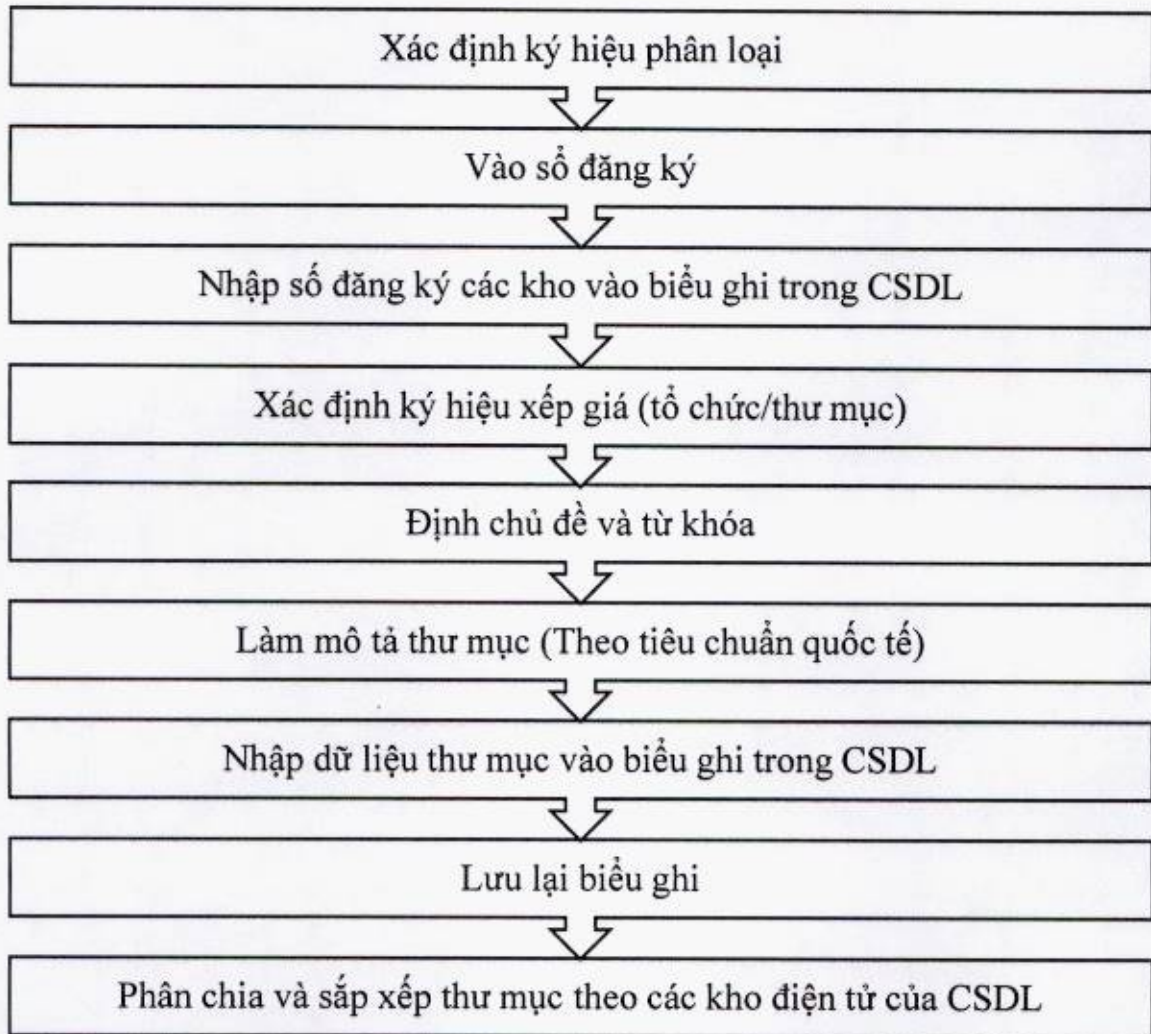 Xác định ký hiệu phân loại
Vào sổ đăng ký
Nhập số đăng ký các kho vào biểu ghi trong CSDL
Xác định ký hiệu xếp giá (tổ chức/thư mục)
Định chủ đề và từ khóa
Làm mô tả thư mục (Theo tiêu chuẩn quốc tế)
Nhập dữ liệu thư mục vào biểu ghi trong CSDL
Lưu lại biểu ghi
Phân chia và sắp xếp thư mục theo các kho điện tử của CSDL